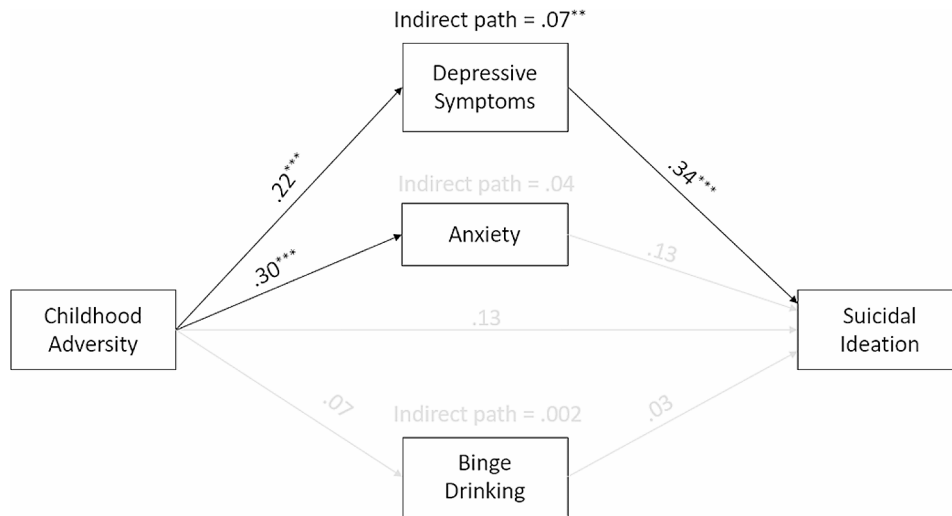 Indirect path = .07**
Depressive
Symptoms
.22***
.34***
Indirect path = .04
Anxiety
.30***
.13
Childhood
Adversity
.13
Suicidal
Ideation
.07
Indirect path = .002
.03
Binge
Drinking